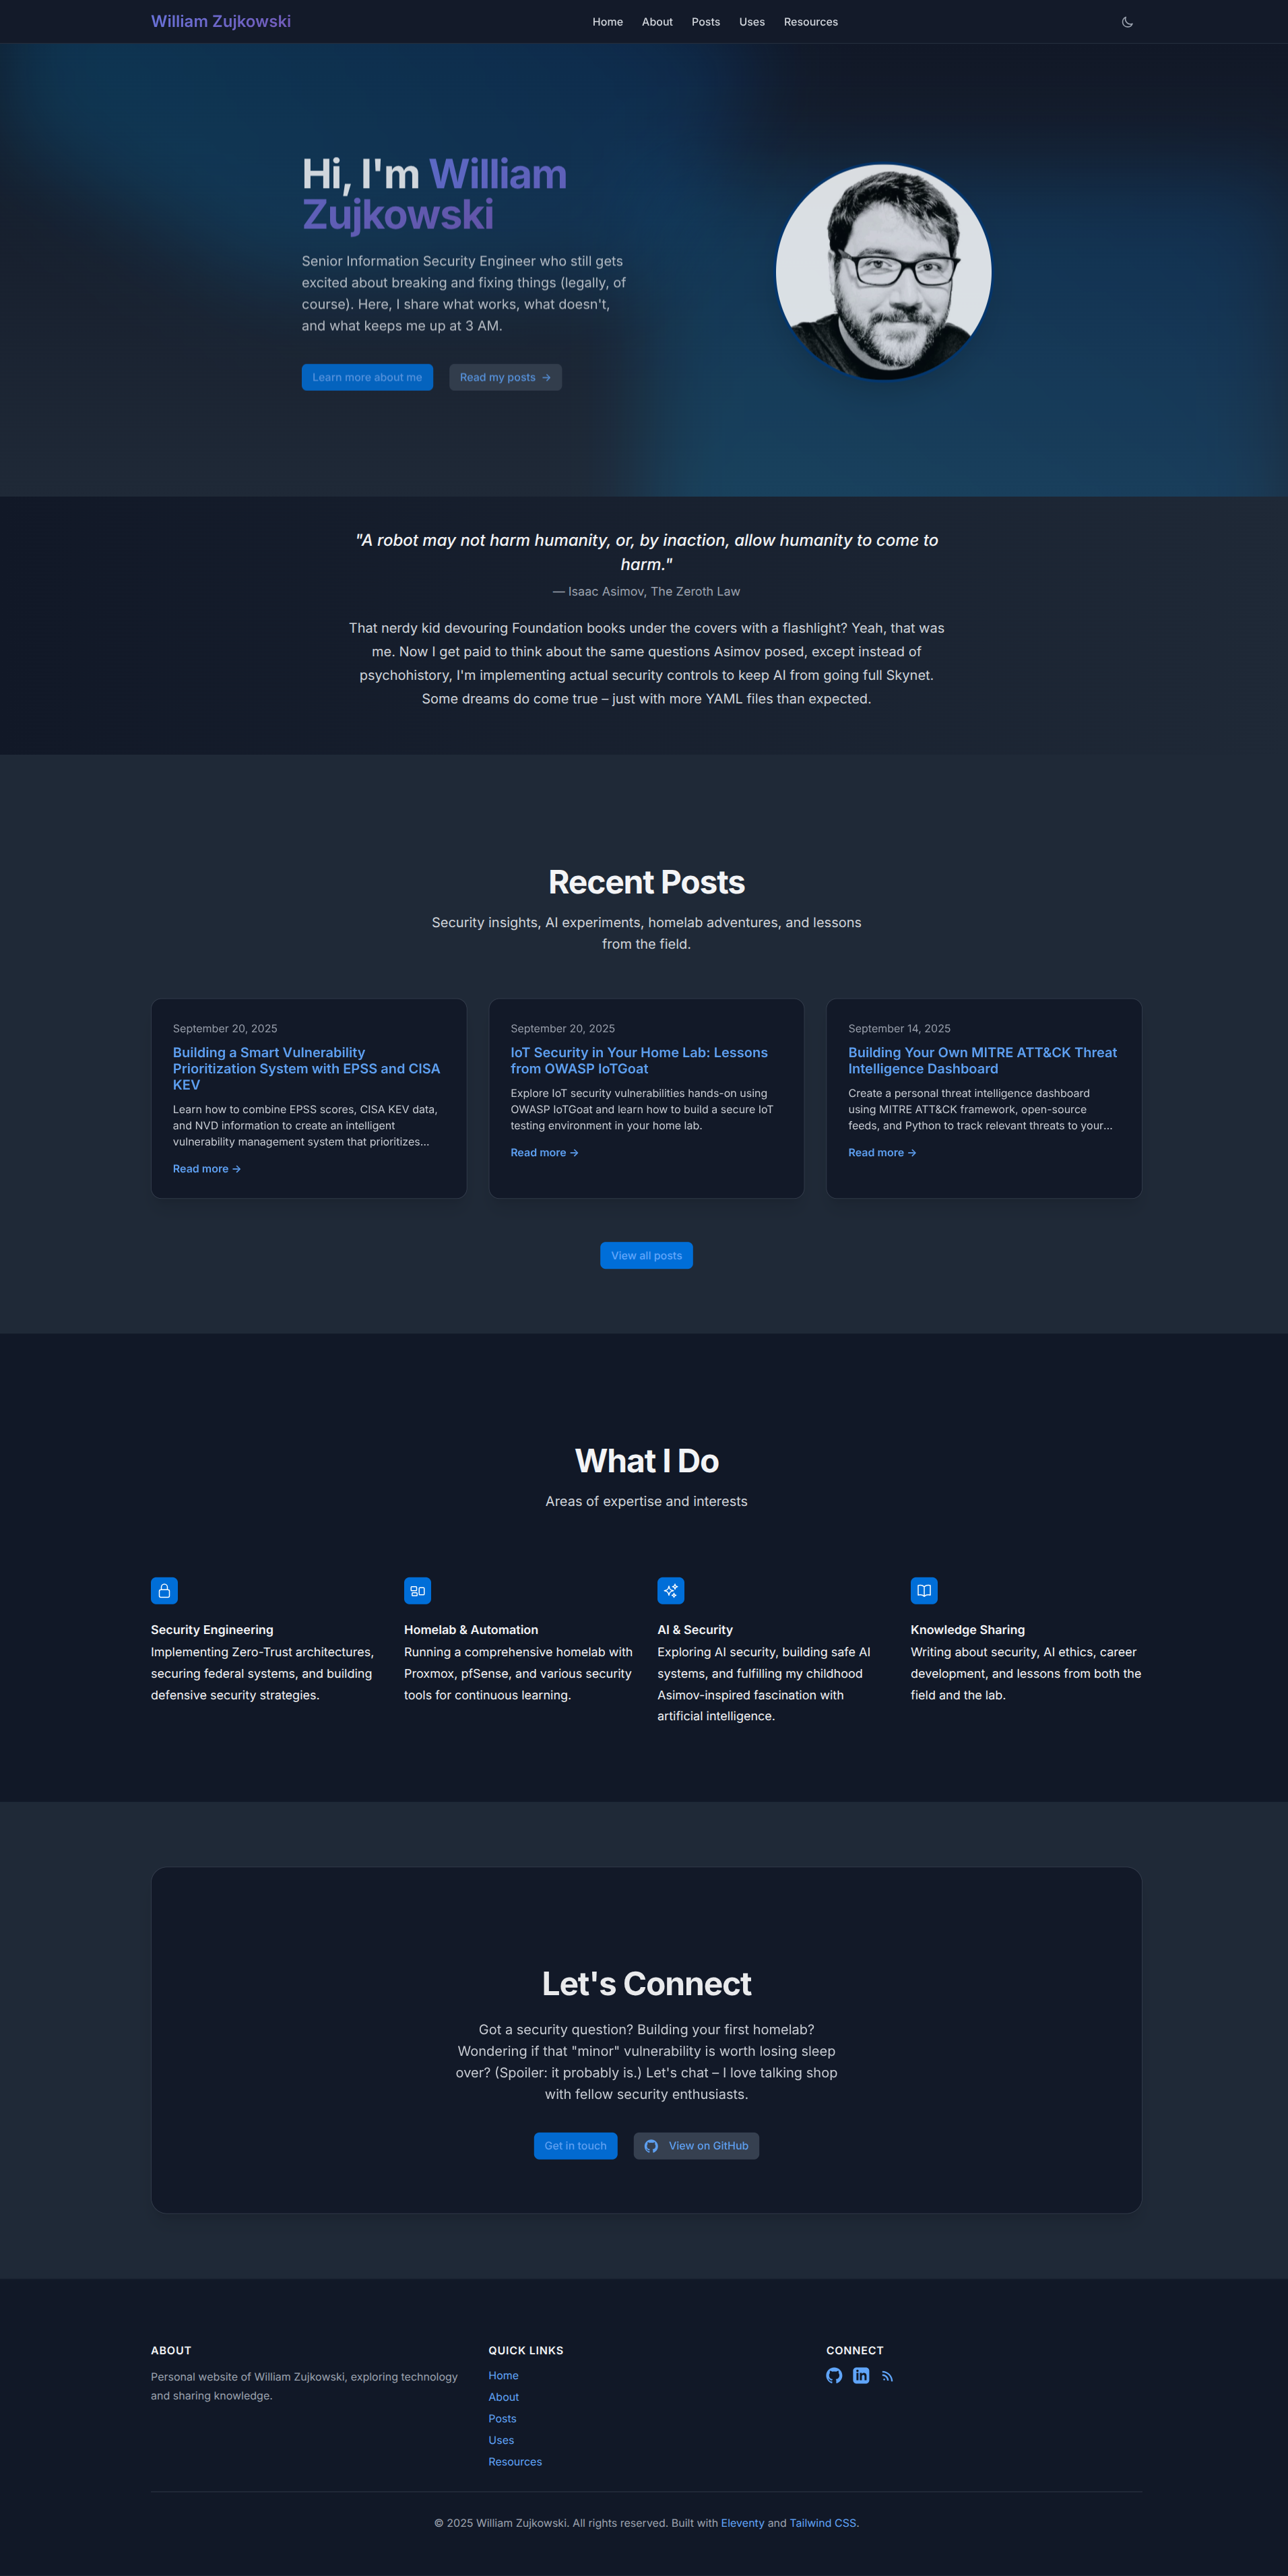 William Zujkowski
Home About Posts Uses Resources
Hi, I'm William
Zujkowski
Senior Information Security Engineer who still gets
excited about breaking and fixing things (legally, of
course). Here, I share what works, what doesn't,
and what keeps me up at 3 AM.
Learn more about me Read my posts →
"A robot may not harm humanity, or, by inaction, allow humanity to come to
harm."
— Isaac Asimov, The Zeroth Law
That nerdy kid devouring Foundation books under the covers with a flashlight? Yeah, that was
me. Now I get paid to think about the same questions Asimov posed, except instead of
psychohistory, I'm implementing actual security controls to keep AI from going full Skynet.
Some dreams do come true – just with more YAML files than expected.
Recent Posts
Security insights, AI experiments, homelab adventures, and lessons
from the field.
September 20, 2025
Building a Smart Vulnerability
Prioritization System with EPSS and CISA
KEV
Learn how to combine EPSS scores, CISA KEV data,
and NVD information to create an intelligent
vulnerability management system that prioritizes...
Read more →
September 20, 2025
IoT Security in Your Home Lab: Lessons
from OWASP IoTGoat
Explore IoT security vulnerabilities hands-on using
OWASP IoTGoat and learn how to build a secure IoT
testing environment in your home lab.
Read more →
September 14, 2025
Building Your Own MITRE ATT&CK Threat
Intelligence Dashboard
Create a personal threat intelligence dashboard
using MITRE ATT&CK framework, open-source
feeds, and Python to track relevant threats to your...
Read more →
View all posts
What I Do
Areas of expertise and interests
Security Engineering
Implementing Zero-Trust architectures,
securing federal systems, and building
defensive security strategies.
Homelab & Automation
Running a comprehensive homelab with
Proxmox, pfSense, and various security
tools for continuous learning.
AI & Security
Exploring AI security, building safe AI
systems, and fulfilling my childhood
Asimov-inspired fascination with
artificial intelligence.
Knowledge Sharing
Writing about security, AI ethics, career
development, and lessons from both the
field and the lab.
Let's Connect
Got a security question? Building your first homelab?
Wondering if that "minor" vulnerability is worth losing sleep
over? (Spoiler: it probably is.) Let's chat – I love talking shop
with fellow security enthusiasts.
Get in touch View on GitHub
ABOUT
Personal website of William Zujkowski, exploring technology
and sharing knowledge.
QUICK LINKS
Home
About
Posts
Uses
Resources
CONNECT
in
© 2025 William Zujkowski. All rights reserved. Built with Eleventy and Tailwind CSS.